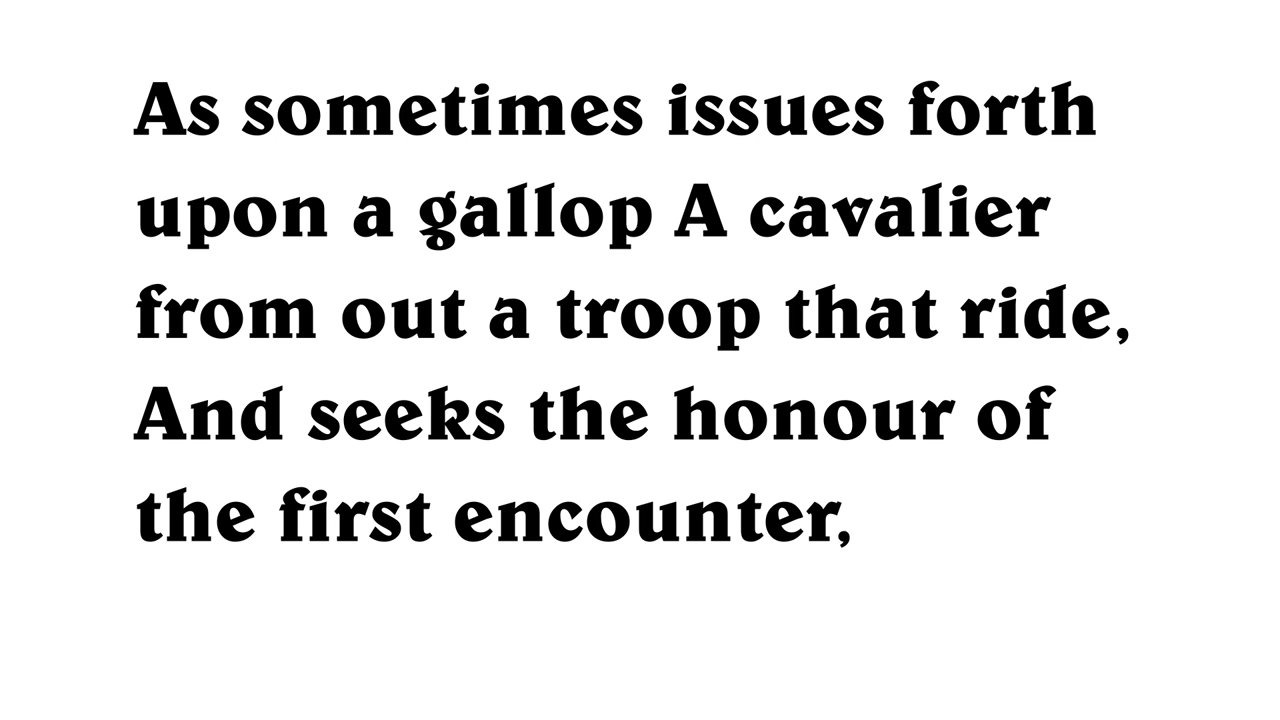 As sometimes issues forth
upon a gallop A cavalier
from out a troop that ride,
And seeks the honour of
the first encounter,